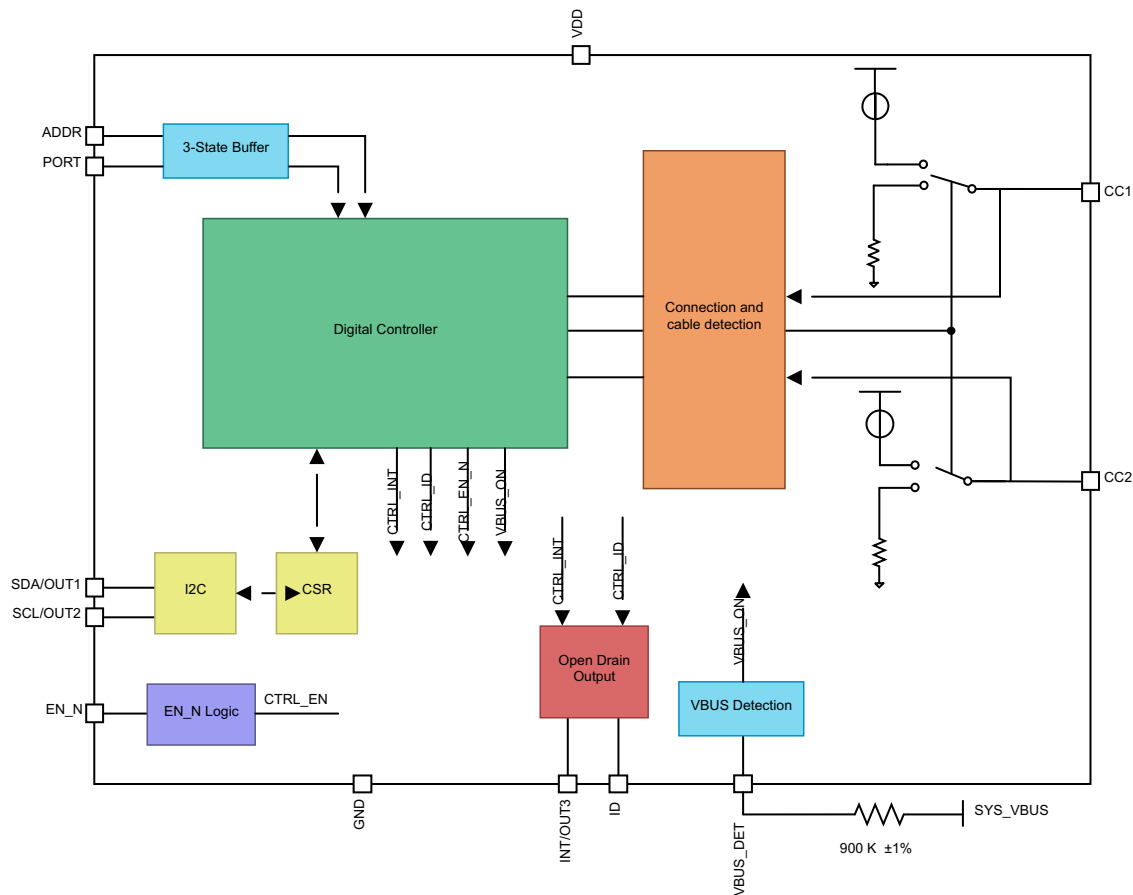 VDD
ADDR
PORT
3-State Buffer
CC1
Digital Controller
Connection and
cable detection
CTRL_INT
CTRL_ID
CTRL_EN_N
VBUS_ON
CC2
CTRL_INT
CTRL_ID
SDA/OUT1
SCL/OUT2
I2C
CSR
VBUS_ON
Open Drain
Output
EN_N
EN_N Logic
CTRL_EN
VBUS Detection
GND
INT/OUT3
ID
VBUS_DET
SYS_VBUS
900 K ±1%